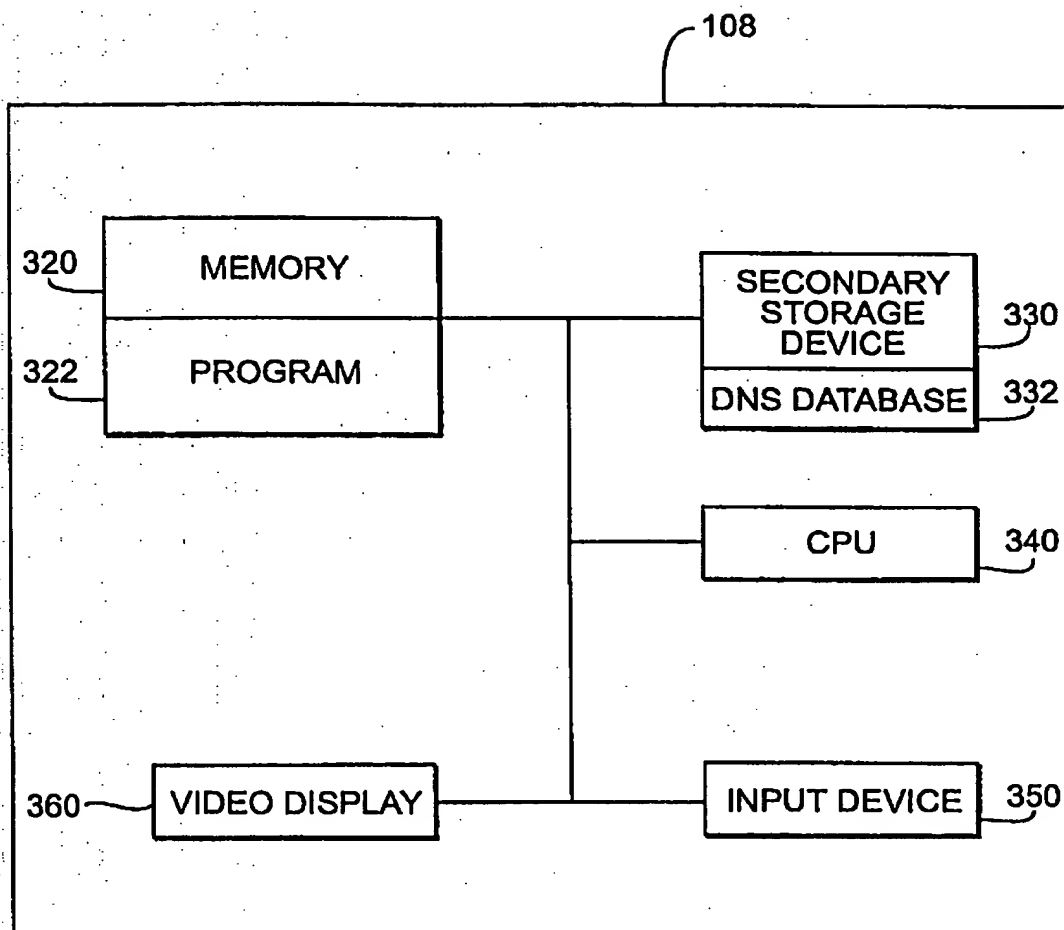 108
320
MEMORY
322
PROGRAM
SECONDARY
STORAGE
DEVICE
330
DNS DATABASE
332
CPU
340
360
VIDEO DISPLAY
INPUT DEVICE
350